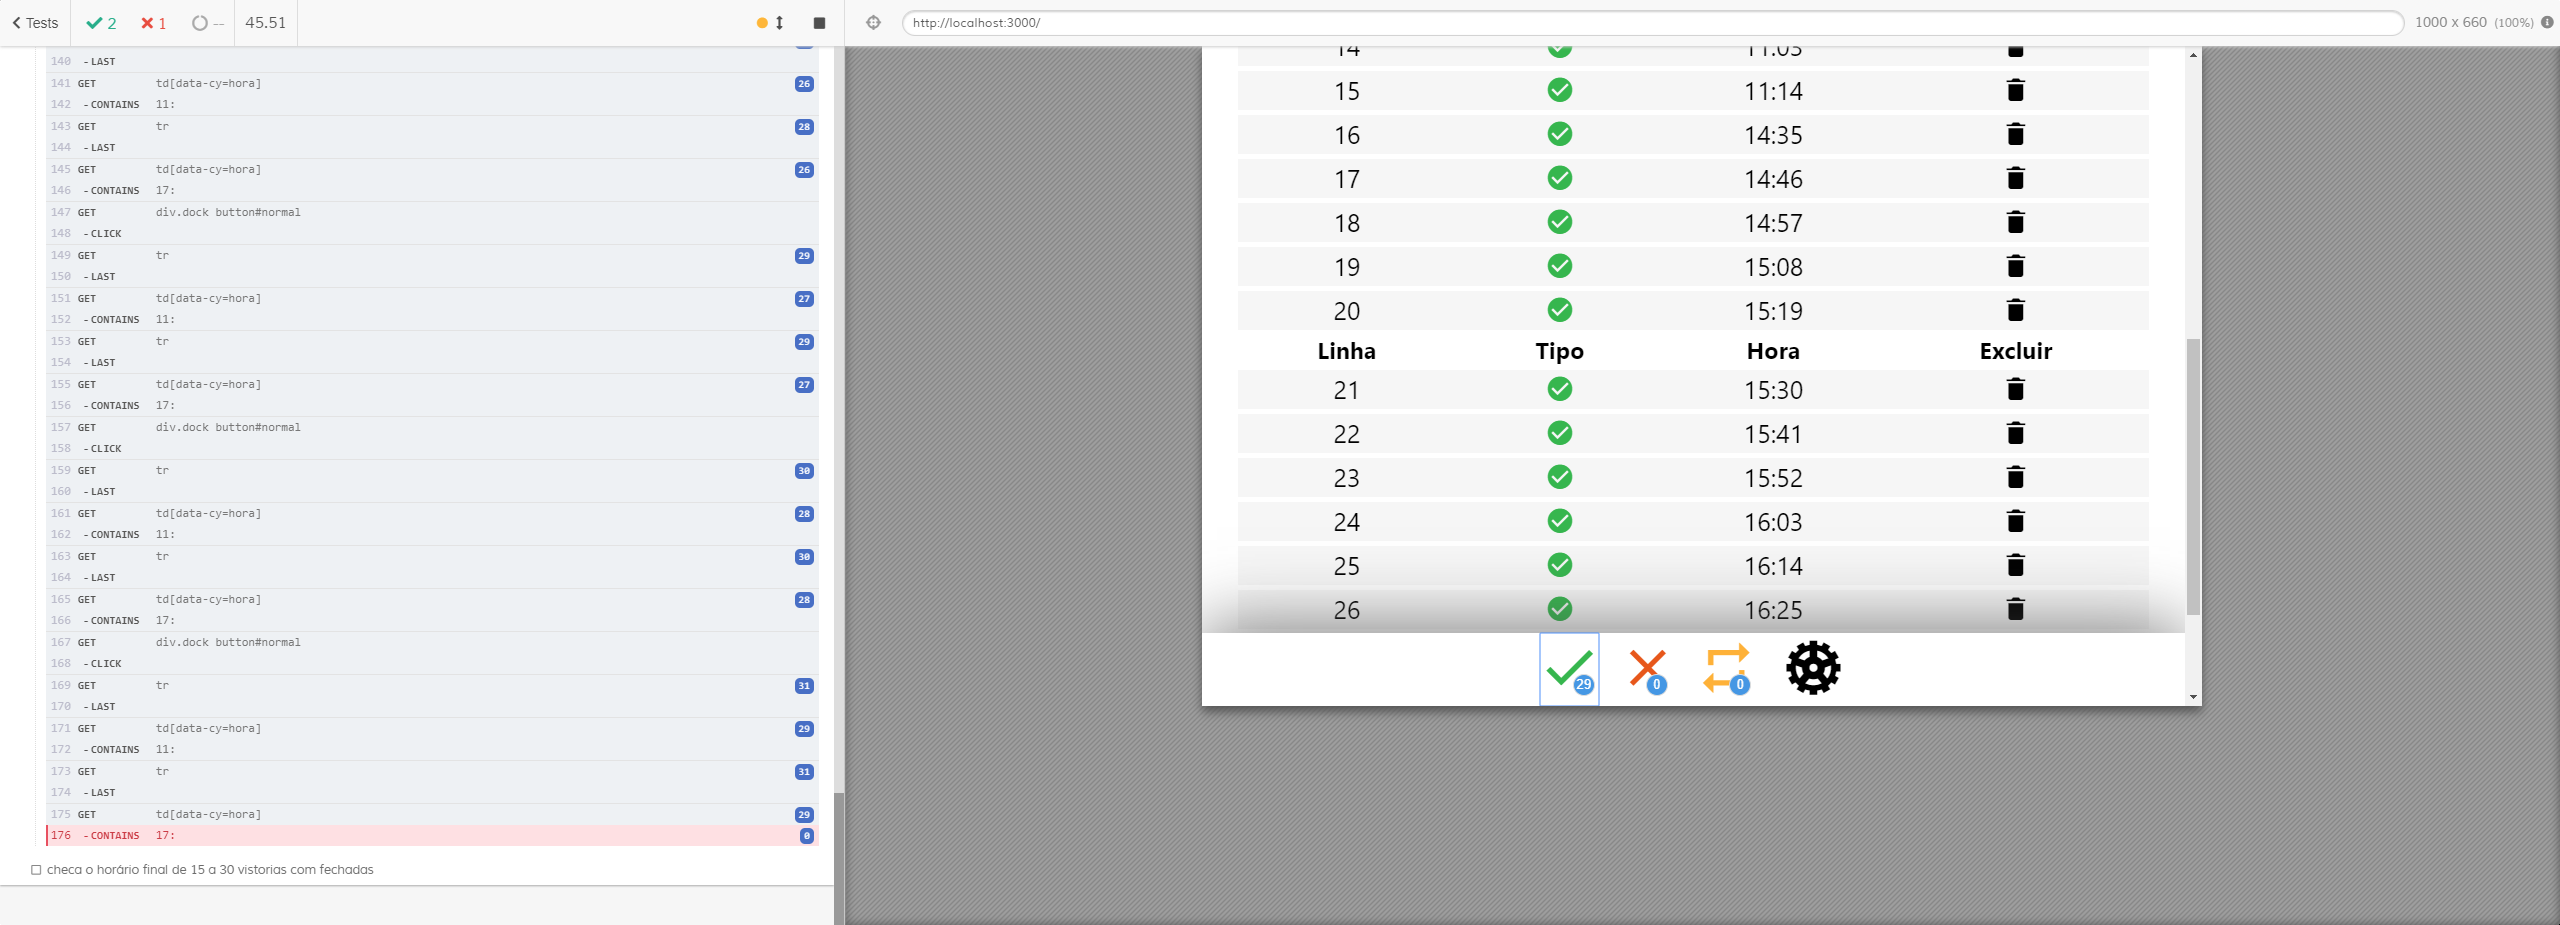 Tests 2 1 -- 45.51
http://localhost:3000/ 1000 x 660 (100%)
140 - LAST
141 GET td[data-cy=hora] 26
142 - CONTAINS 11:
143 GET tr 28
144 - LAST
145 GET td[data-cy=hora] 26
146 - CONTAINS 17:
147 GET div.dock button#normal
148 - CLICK
149 GET tr 29
150 - LAST
151 GET td[data-cy=hora] 27
152 - CONTAINS 11:
153 GET tr 29
154 - LAST
155 GET td[data-cy=hora] 27
156 - CONTAINS 17:
157 GET div.dock button#normal
158 - CLICK
159 GET tr 30
160 - LAST
161 GET td[data-cy=hora] 28
162 - CONTAINS 11:
163 GET tr 30
164 - LAST
165 GET td[data-cy=hora] 28
166 - CONTAINS 17:
167 GET div.dock button#normal
168 - CLICK
169 GET tr 31
170 - LAST
171 GET td[data-cy=hora] 29
172 - CONTAINS 11:
173 GET tr 31
174 - LAST
175 GET td[data-cy=hora] 29
176 - CONTAINS 17: 0
checa o horário final de 15 a 30 vistorias com fechadas
14 11:03
15 11:14
16 14:35
17 14:46
18 14:57
19 15:08
20 15:19
Linha Tipo Hora Excluir
21 15:30
22 15:41
23 15:52
24 16:03
25 16:14
26 16:25
29 0 0